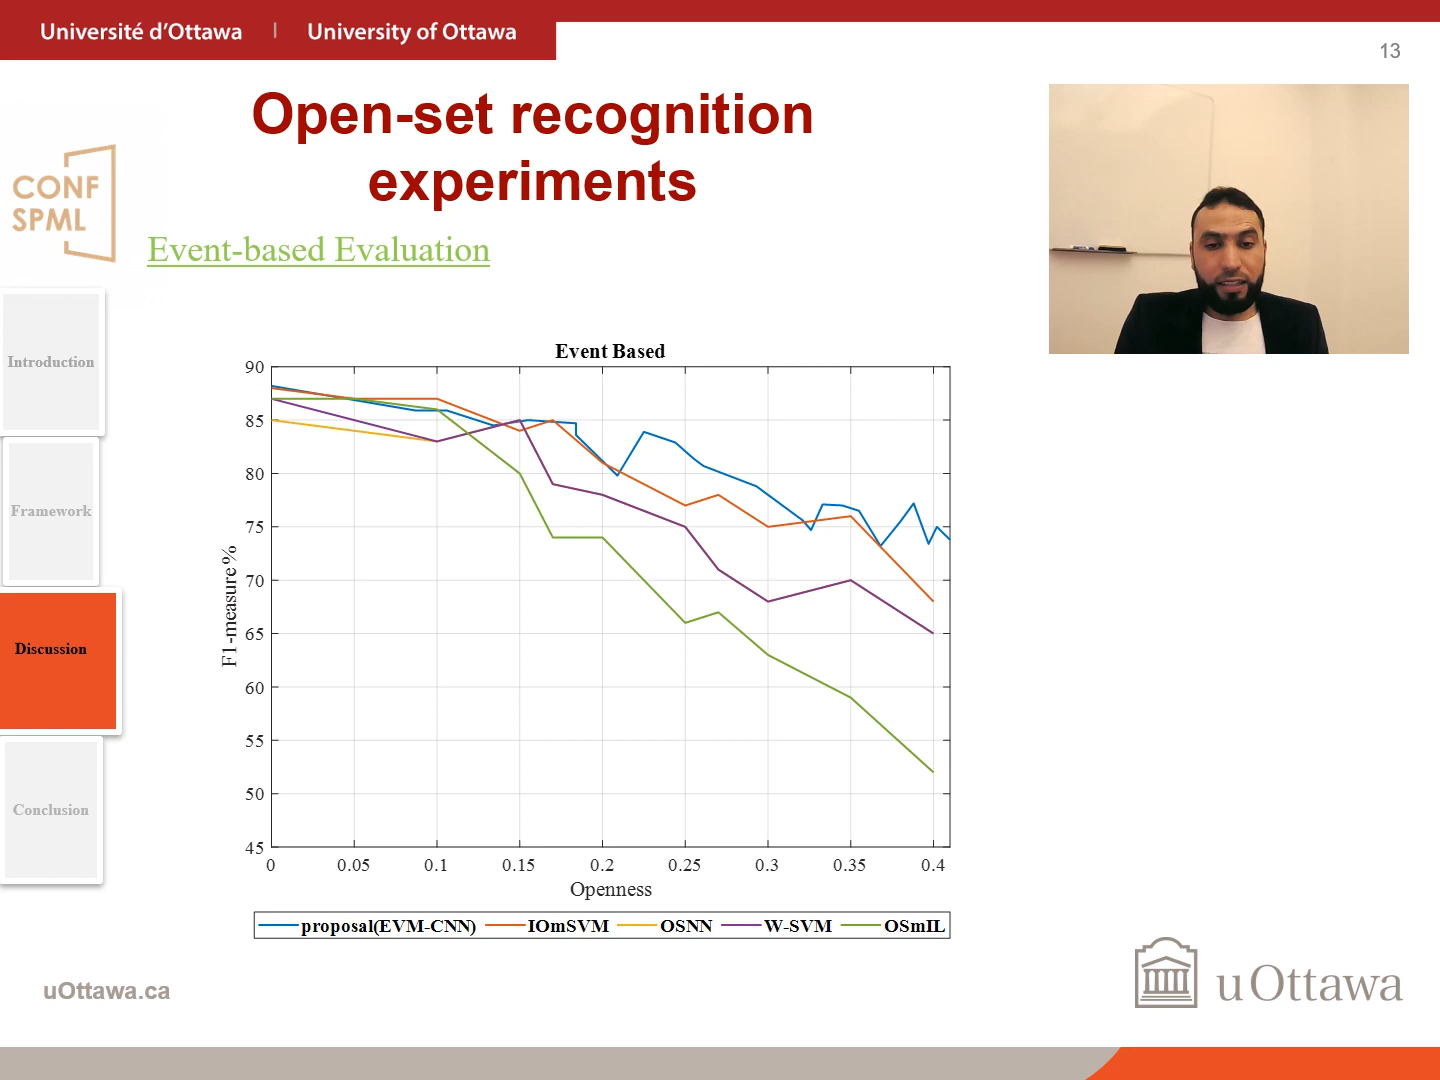 Université d'Ottawa | University of Ottawa
13
Open-set recognition
experiments
CONF
SPML
Event-based Evaluation
Introduction
Framework
Discussion
Conclusion
Event Based
90
85
80
75
70
65
60
55
50
45
F1-measure %
0 0.05 0.1 0.15 0.2 0.25 0.3 0.35 0.4
Openness
proposal(EVM-CNN) IOmSVM OSNN W-SVM OSmIL
uOttawa.ca
uOttawa